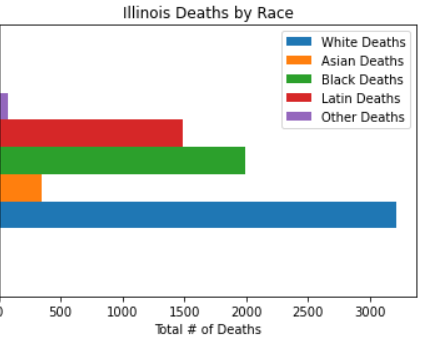 Illinois Deaths by Race
White Deaths
Asian Deaths
Black Deaths
Latin Deaths
Other Deaths
0 500 1000 1500 2000 2500 3000
Total # of Deaths